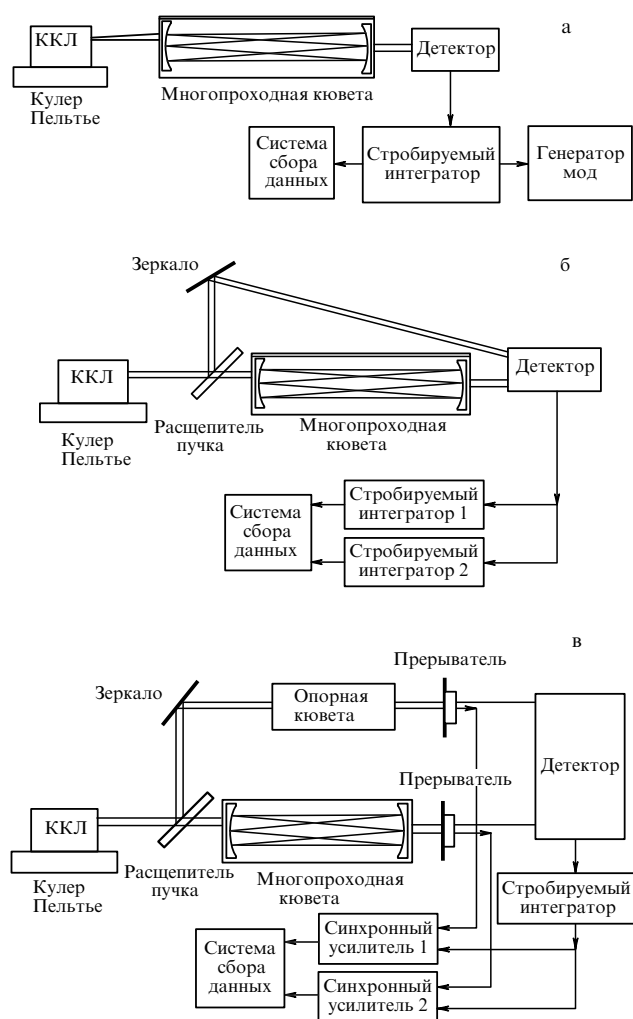 а
ККЛ
Детектор
Кулер
Пельтье
Многопроходная кювета
Система
сбора
данных
Стробируемый
интегратор
Генератор
мод
б
Зеркало
ККЛ
Детектор
Кулер
Пельтье
Расщепитель
пучка
Многопроходная
кювета
Система
сбора
данных
Стробируемый
интегратор 1
Стробируемый
интегратор 2
в
Прерыватель
Зеркало
Опорная
кювета
Детектор
Прерыватель
ККЛ
Кулер
Пельтье
Расщепитель
пучка
Многопроходная
кювета
Стробируемый
интегратор
Система
сбора
данных
Синхронный
усилитель 1
Синхронный
усилитель 2